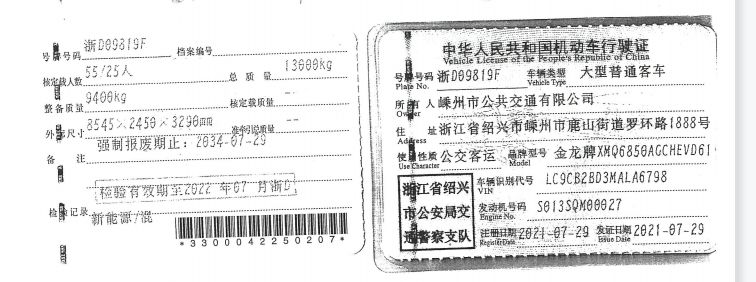 号牌号码 浙D09819F 档案编号
核定载人数 55/25人 总质量 13600kg
整备质量 9400kg 核定载质量 --
外形尺寸 8545×2450×3290mm 准牵引总质量 --
强制报废期止：2034-07-29
备注
检验有效期至2022年07月浙D
检验记录 新能源/混
*3300042250207*
中华人民共和国机动车行驶证
Vehicle License of the People's Republic of China
号牌号码 浙D09819F 车辆类型 大型普通客车
Plate No. Vehicle Type
所有人 嵊州市公共交通有限公司
Owner
住址 浙江省绍兴市嵊州市鹿山街道罗环路1888号
Address
使用性质 公交客运 品牌型号 金龙牌XMQ6850AGCHEVD61
Use Character Model
浙江省绍兴
市公安局交
通警察支队
车辆识别代号 LC9CB2BD3MALA6798
VIN
发动机号码 S013SQM00027
Engine No.
注册日期 2021-07-29 发证日期 2021-07-29
Register Date Issue Date